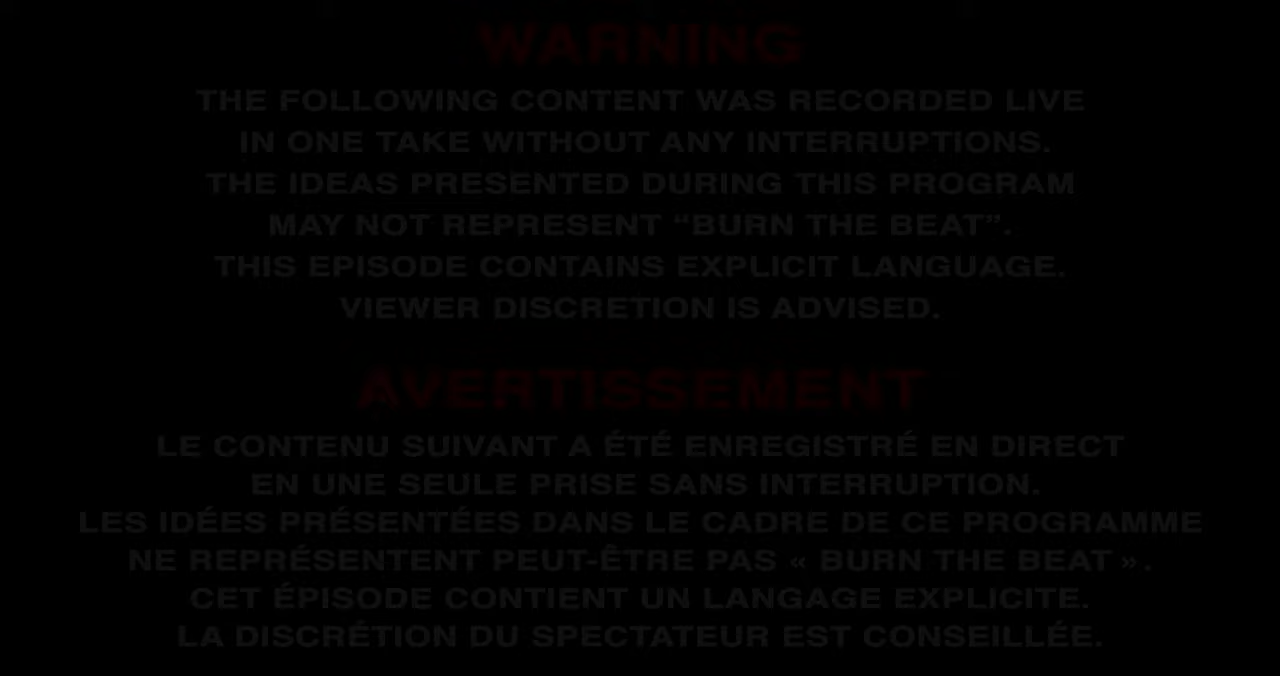 WARNING
THE FOLLOWING CONTENT WAS RECORDED LIVE
IN ONE TAKE WITHOUT ANY INTERRUPTIONS.
THE IDEAS PRESENTED DURING THIS PROGRAM
MAY NOT REPRESENT “BURN THE BEAT”.
THIS EPISODE CONTAINS EXPLICIT LANGUAGE.
VIEWER DISCRETION IS ADVISED.
AVERTISSEMENT
LE CONTENU SUIVANT A ÉTÉ ENREGISTRÉ EN DIRECT
EN UNE SEULE PRISE SANS INTERRUPTION.
LES IDÉES PRÉSENTÉES DANS LE CADRE DE CE PROGRAMME
NE REPRÉSENTENT PEUT-ÊTRE PAS « BURN THE BEAT ».
CET ÉPISODE CONTIENT UN LANGAGE EXPLICITE.
LA DISCRÉTION DU SPECTATEUR EST CONSEILLÉE.